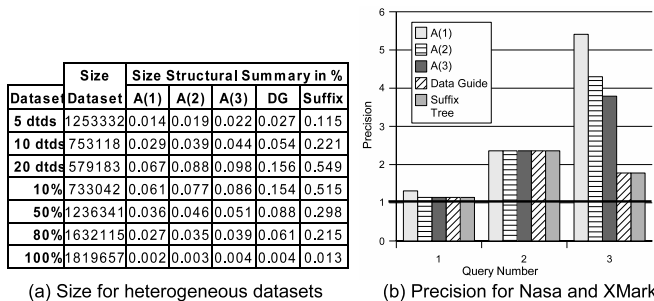 Size Size Structural Summary in %
Dataset Dataset A(1) A(2) A(3) DG Suffix
5 dtds 1253332 0.014 0.019 0.022 0.027 0.115
10 dtds 753118 0.029 0.039 0.044 0.054 0.221
20 dtds 579183 0.067 0.088 0.098 0.156 0.549
10% 733042 0.061 0.077 0.086 0.154 0.515
50% 1236341 0.036 0.046 0.051 0.088 0.298
80% 1632115 0.027 0.035 0.039 0.061 0.215
100% 1819657 0.002 0.003 0.004 0.004 0.013
(a) Size for heterogeneous datasets
6
5
4
3
2
1
0
Precision
A(1)
A(2)
A(3)
Data Guide
Suffix
Tree
1 2 3
Query Number
(b) Precision for Nasa and XMark